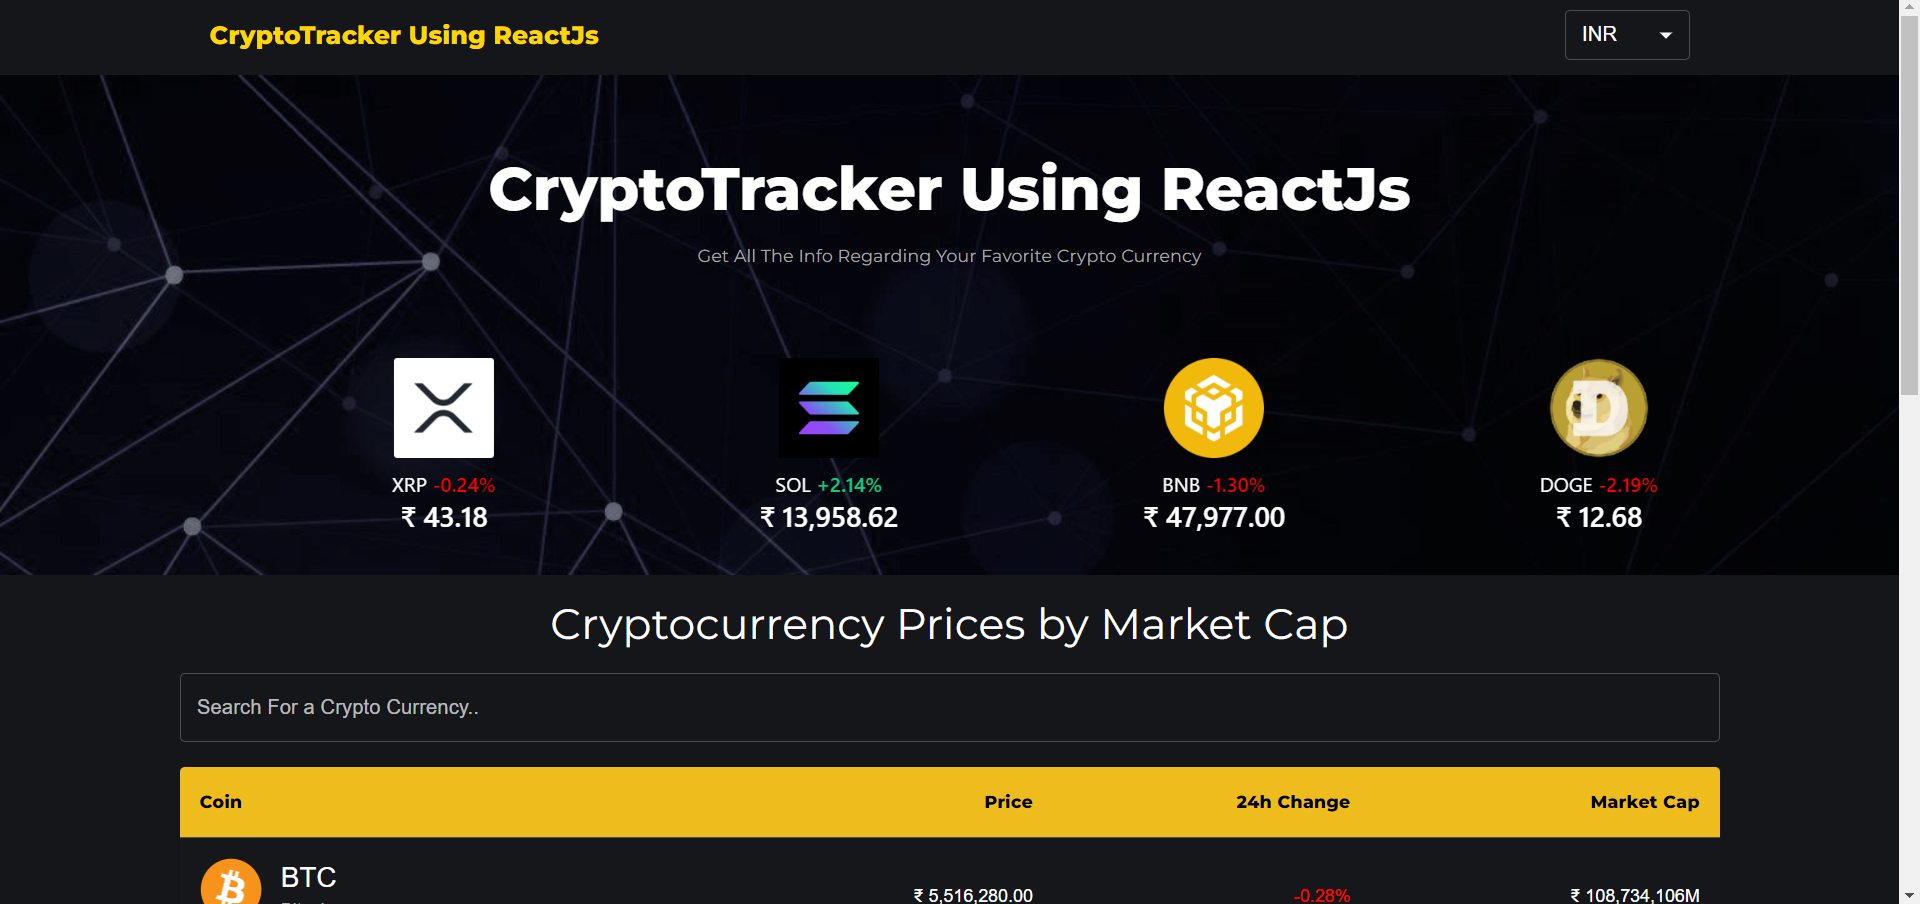 CryptoTracker Using ReactJs
INR
CryptoTracker Using ReactJs
Get All The Info Regarding Your Favorite Crypto Currency
XRP -0.24%
₹ 43.18
SOL +2.14%
₹ 13,958.62
BNB -1.30%
₹ 47,977.00
DOGE -2.19%
₹ 12.68
Cryptocurrency Prices by Market Cap
Search For a Crypto Currency..
Coin Price 24h Change Market Cap
BTC
₹ 5,516,280.00 -0.28% ₹ 108,734,106M